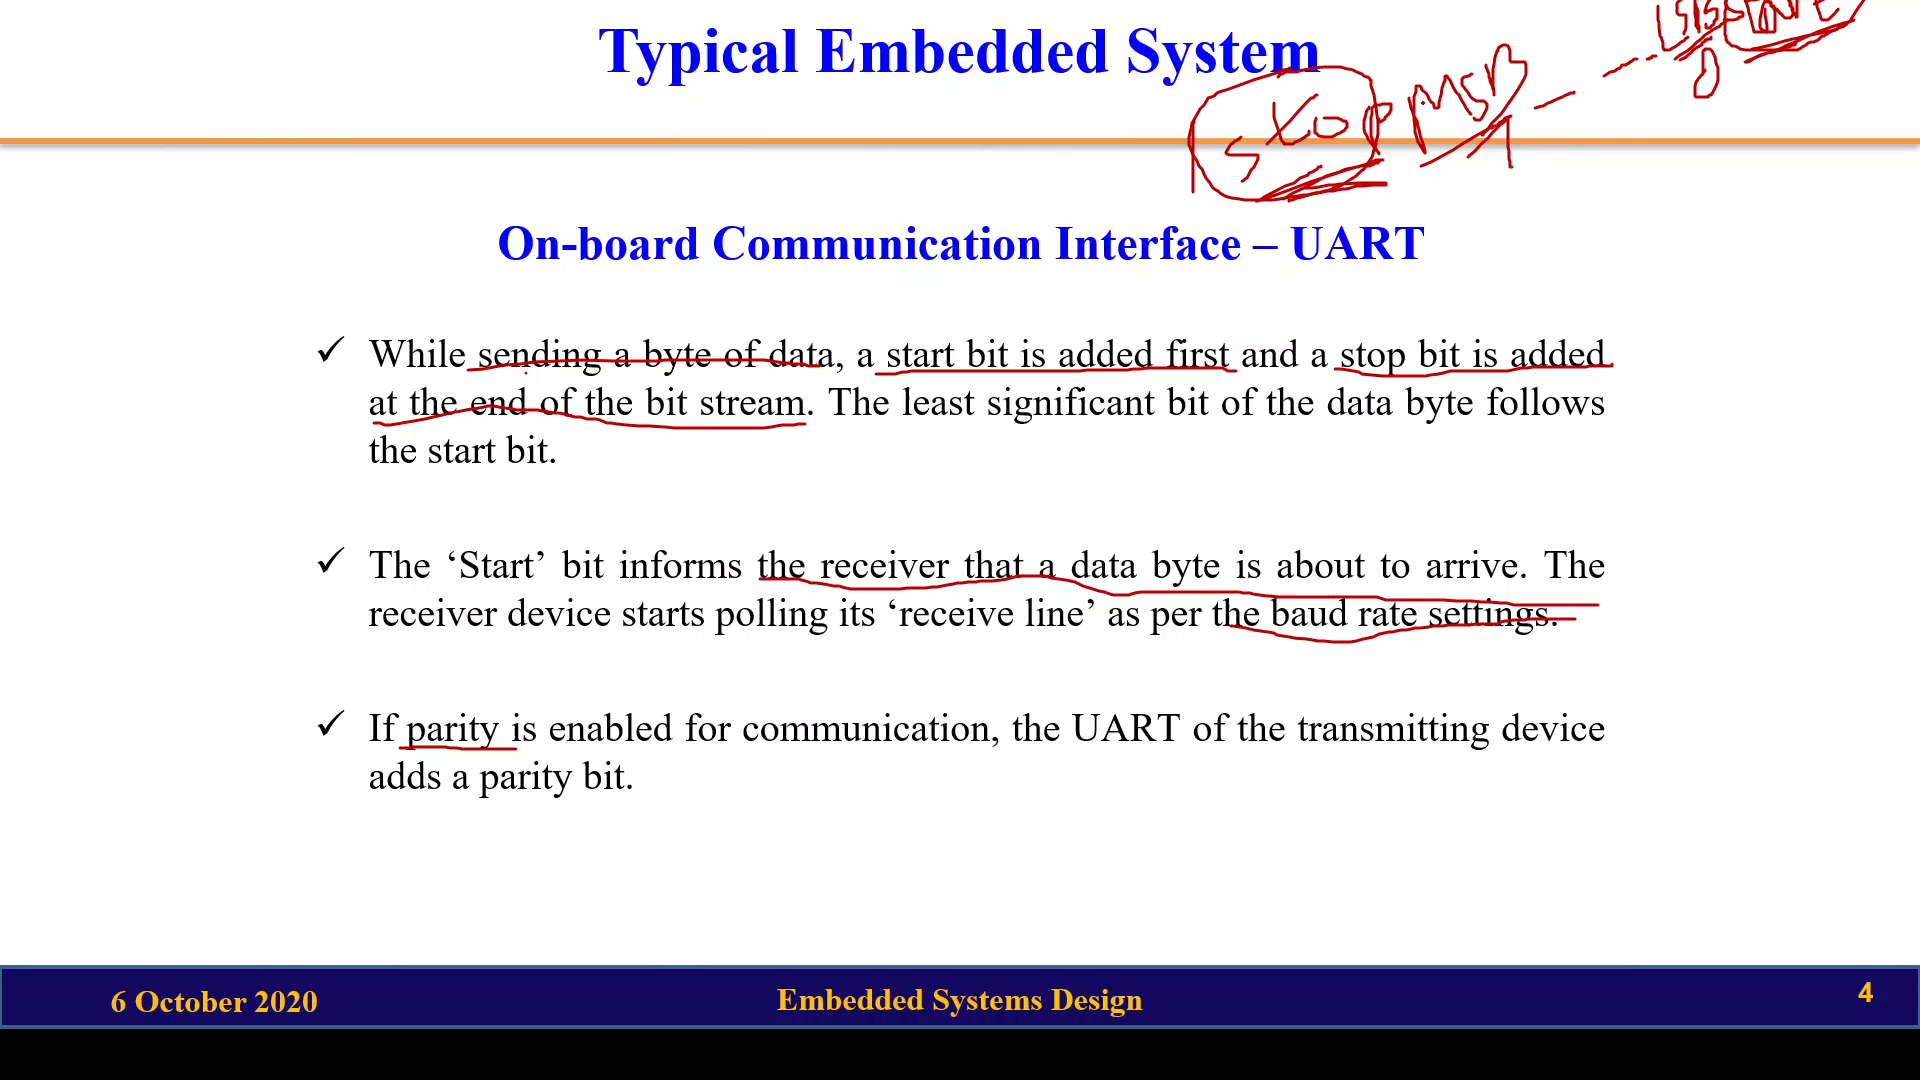 Typical Embedded System
stop MSB
On-board Communication Interface – UART
✓ While sending a byte of data, a start bit is added first and a stop bit is added
at the end of the bit stream. The least significant bit of the data byte follows
the start bit.
✓ The ‘Start’ bit informs the receiver that a data byte is about to arrive. The
receiver device starts polling its ‘receive line’ as per the baud rate settings.
✓ If parity is enabled for communication, the UART of the transmitting device
adds a parity bit.
6 October 2020
Embedded Systems Design
4